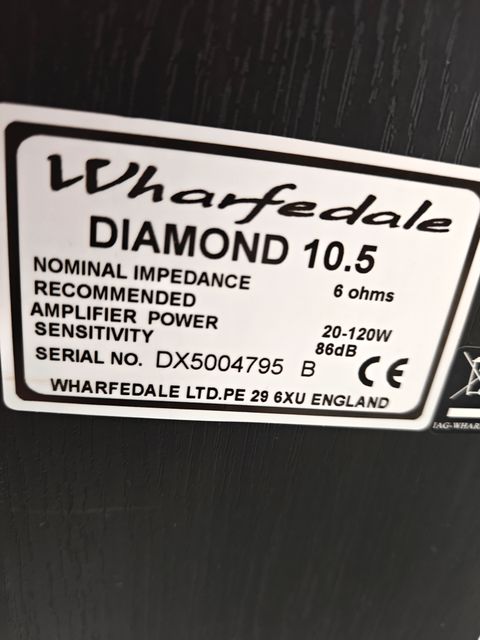 Wharfedale
DIAMOND 10.5
NOMINAL IMPEDANCE 6 ohms
RECOMMENDED
AMPLIFIER POWER 20-120W
SENSITIVITY 86dB
SERIAL NO. DX5004795 B CE
WHARFEDALE LTD.PE 29 6XU ENGLAND